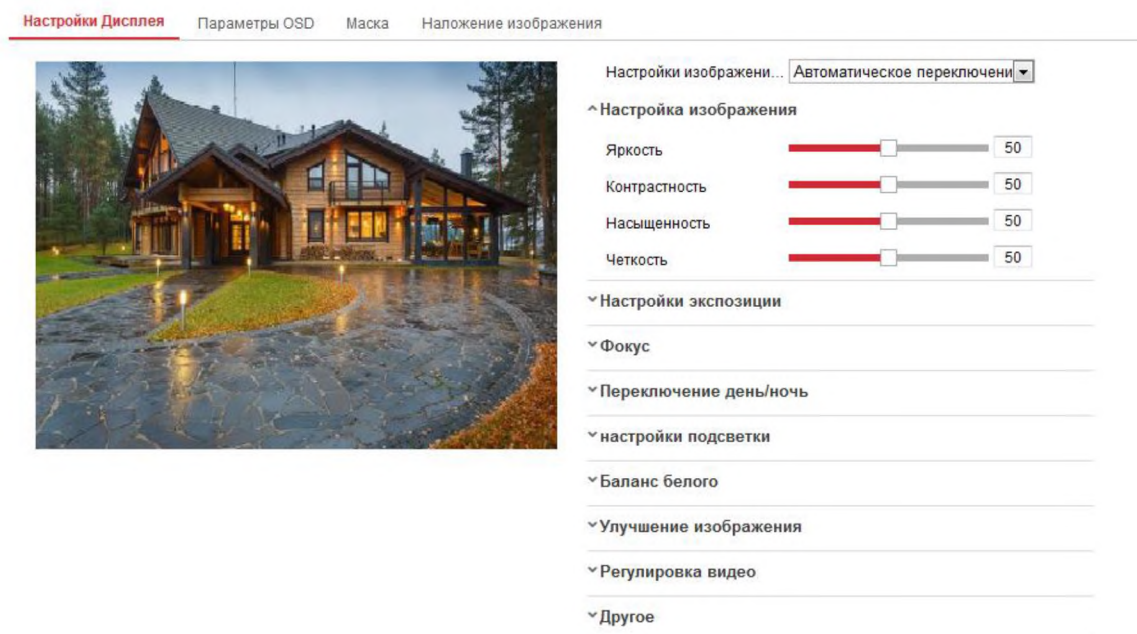 Настройки Дисплея Параметры OSD Маска Наложение изображения
Настройки изображени... Автоматическое переключени
Настройка изображения
Яркость 50
Контрастность 50
Насыщенность 50
Четкость 50
Настройки экспозиции
Фокус
Переключение день/ночь
настройки подсветки
Баланс белого
Улучшение изображения
Регулировка видео
Другое